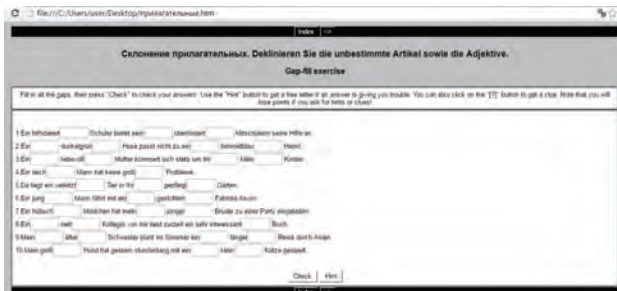 file:///C:/Users/user/Desktop/прилагательные.htm
Index =>
Склонение прилагательных. Deklinieren Sie die unbestimmte Artikel sowie die Adjektive.
Gap-fill exercise
Fill in all the gaps, then press "Check" to check your answers. Use the "Hint" button to get a free letter if an answer is giving you trouble. You can also click on the "[?]" button to get a clue. Note that you will
lose points if you ask for hints or clues!
1.Ein hilfsbereit Schüler bietet sein überrascht Mitschülern seine Hilfe an.
2.Ein dunkelgrün Hose passt nicht zu ein himmelblau Hemd.
3.Ein liebevoll Mutter kümmert sich stets um ihr klein Kinder.
4.Ein reich Mann hat keine groß Probleme.
5.Da liegt ein verletzt Tier in Ihr gepflegt Garten.
6.Ein jung Mann fährt mit ein gestohlen Fahrrad davon.
7.Ein hübsch Mädchen hat mein jünger Bruder zu einer Party eingeladen.
8.Ein nett Kollegin von mir liest zurzeit ein sehr interessant Buch.
9.Mein älter Schwester plant im Sommer ein länger Reise durch Asien.
10.Mein groß Hund hat gestern stundenlang mit ein klein Katze gespielt.
Check Hint
Index =>